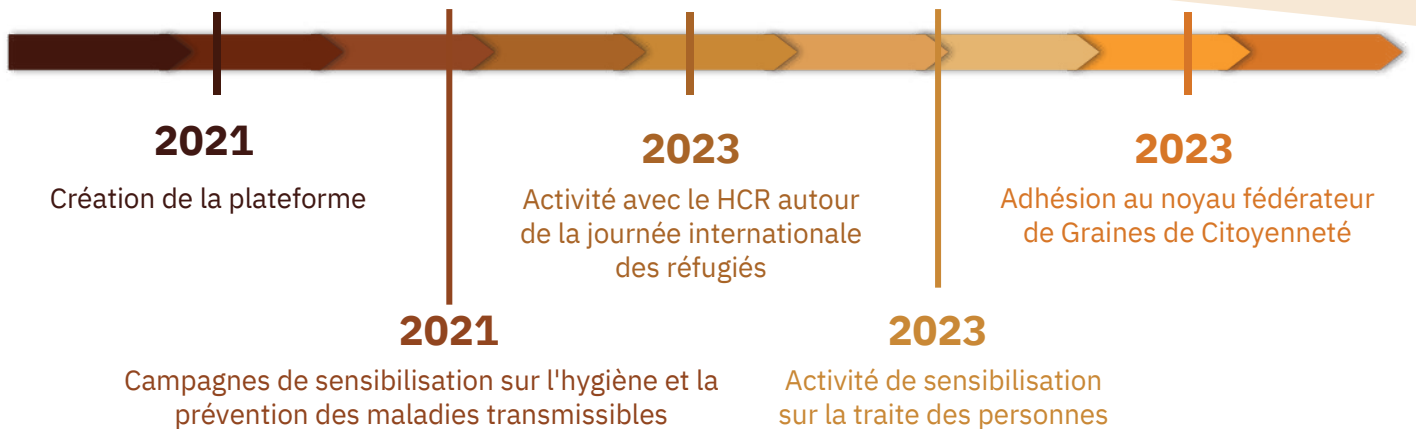 2021
Création de la plateforme
2021
Campagnes de sensibilisation sur l'hygiène et la
prévention des maladies transmissibles
2023
Activité avec le HCR autour
de la journée internationale
des réfugiés
2023
Activité de sensibilisation
sur la traite des personnes
2023
Adhésion au noyau fédérateur
de Graines de Citoyenneté